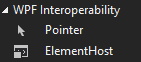 WPF Interoperability
Pointer
ElementHost